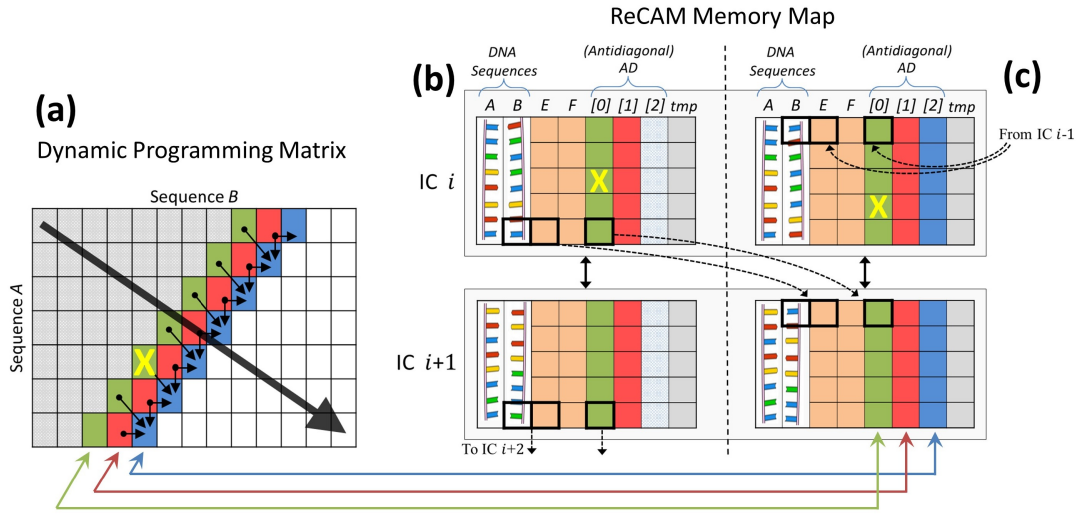 ReCAM Memory Map
(a)
Dynamic Programming Matrix
Sequence B
Sequence A
X
(b)
DNA
Sequences
(Antidiagonal)
AD
A B E F [0] [1] [2] tmp
IC i
X
IC i+1
To IC i+2
(c)
DNA
Sequences
(Antidiagonal)
AD
A B E F [0] [1] [2] tmp
From IC i-1
X